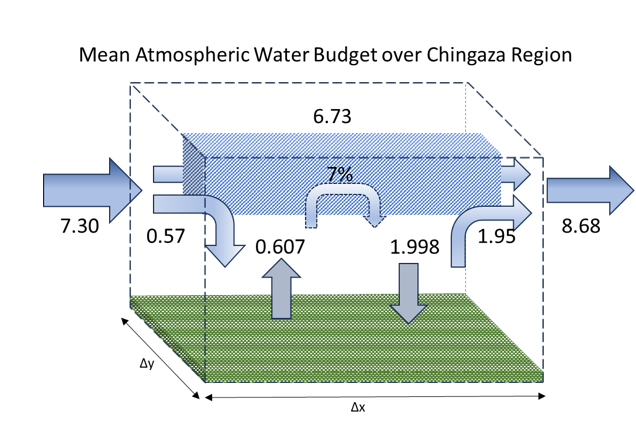 Mean Atmospheric Water Budget over Chingaza Region
6.73
7%
7.30
0.57
0.607
1.998
1.95
8.68
Δy
Δx